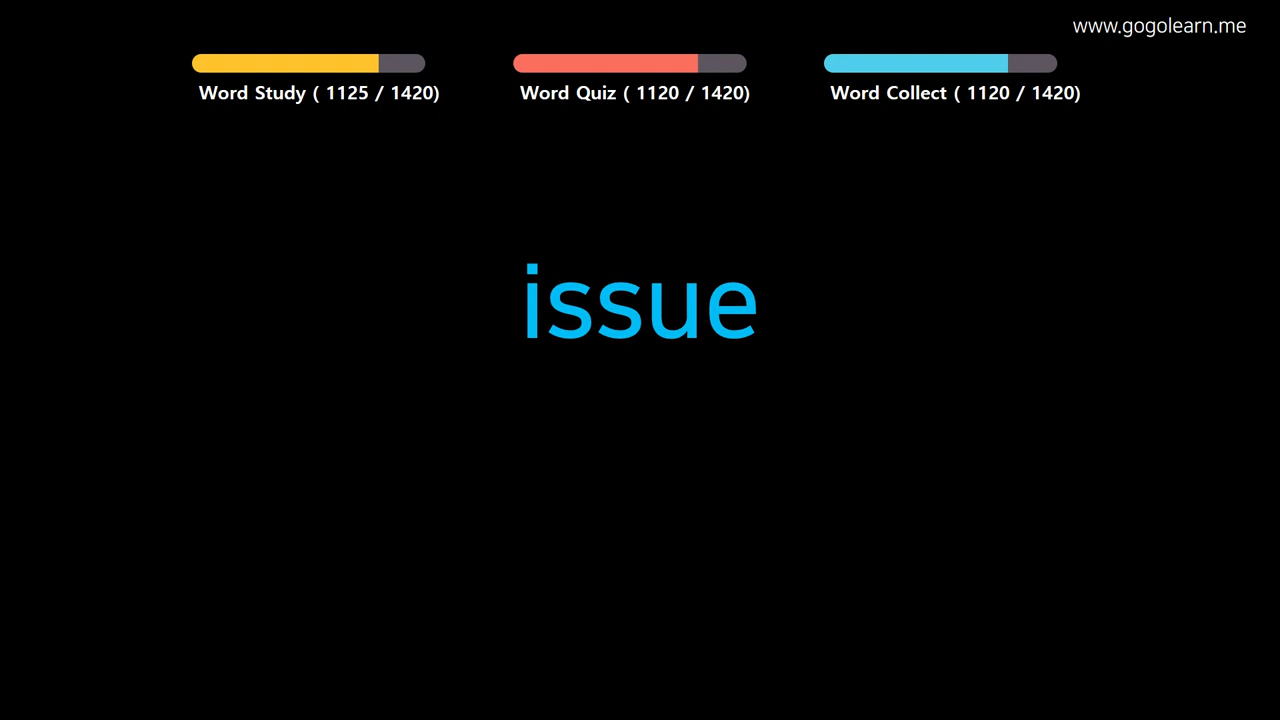 www.gogolearn.me
Word Study ( 1125 / 1420)
Word Quiz ( 1120 / 1420)
Word Collect ( 1120 / 1420)
issue